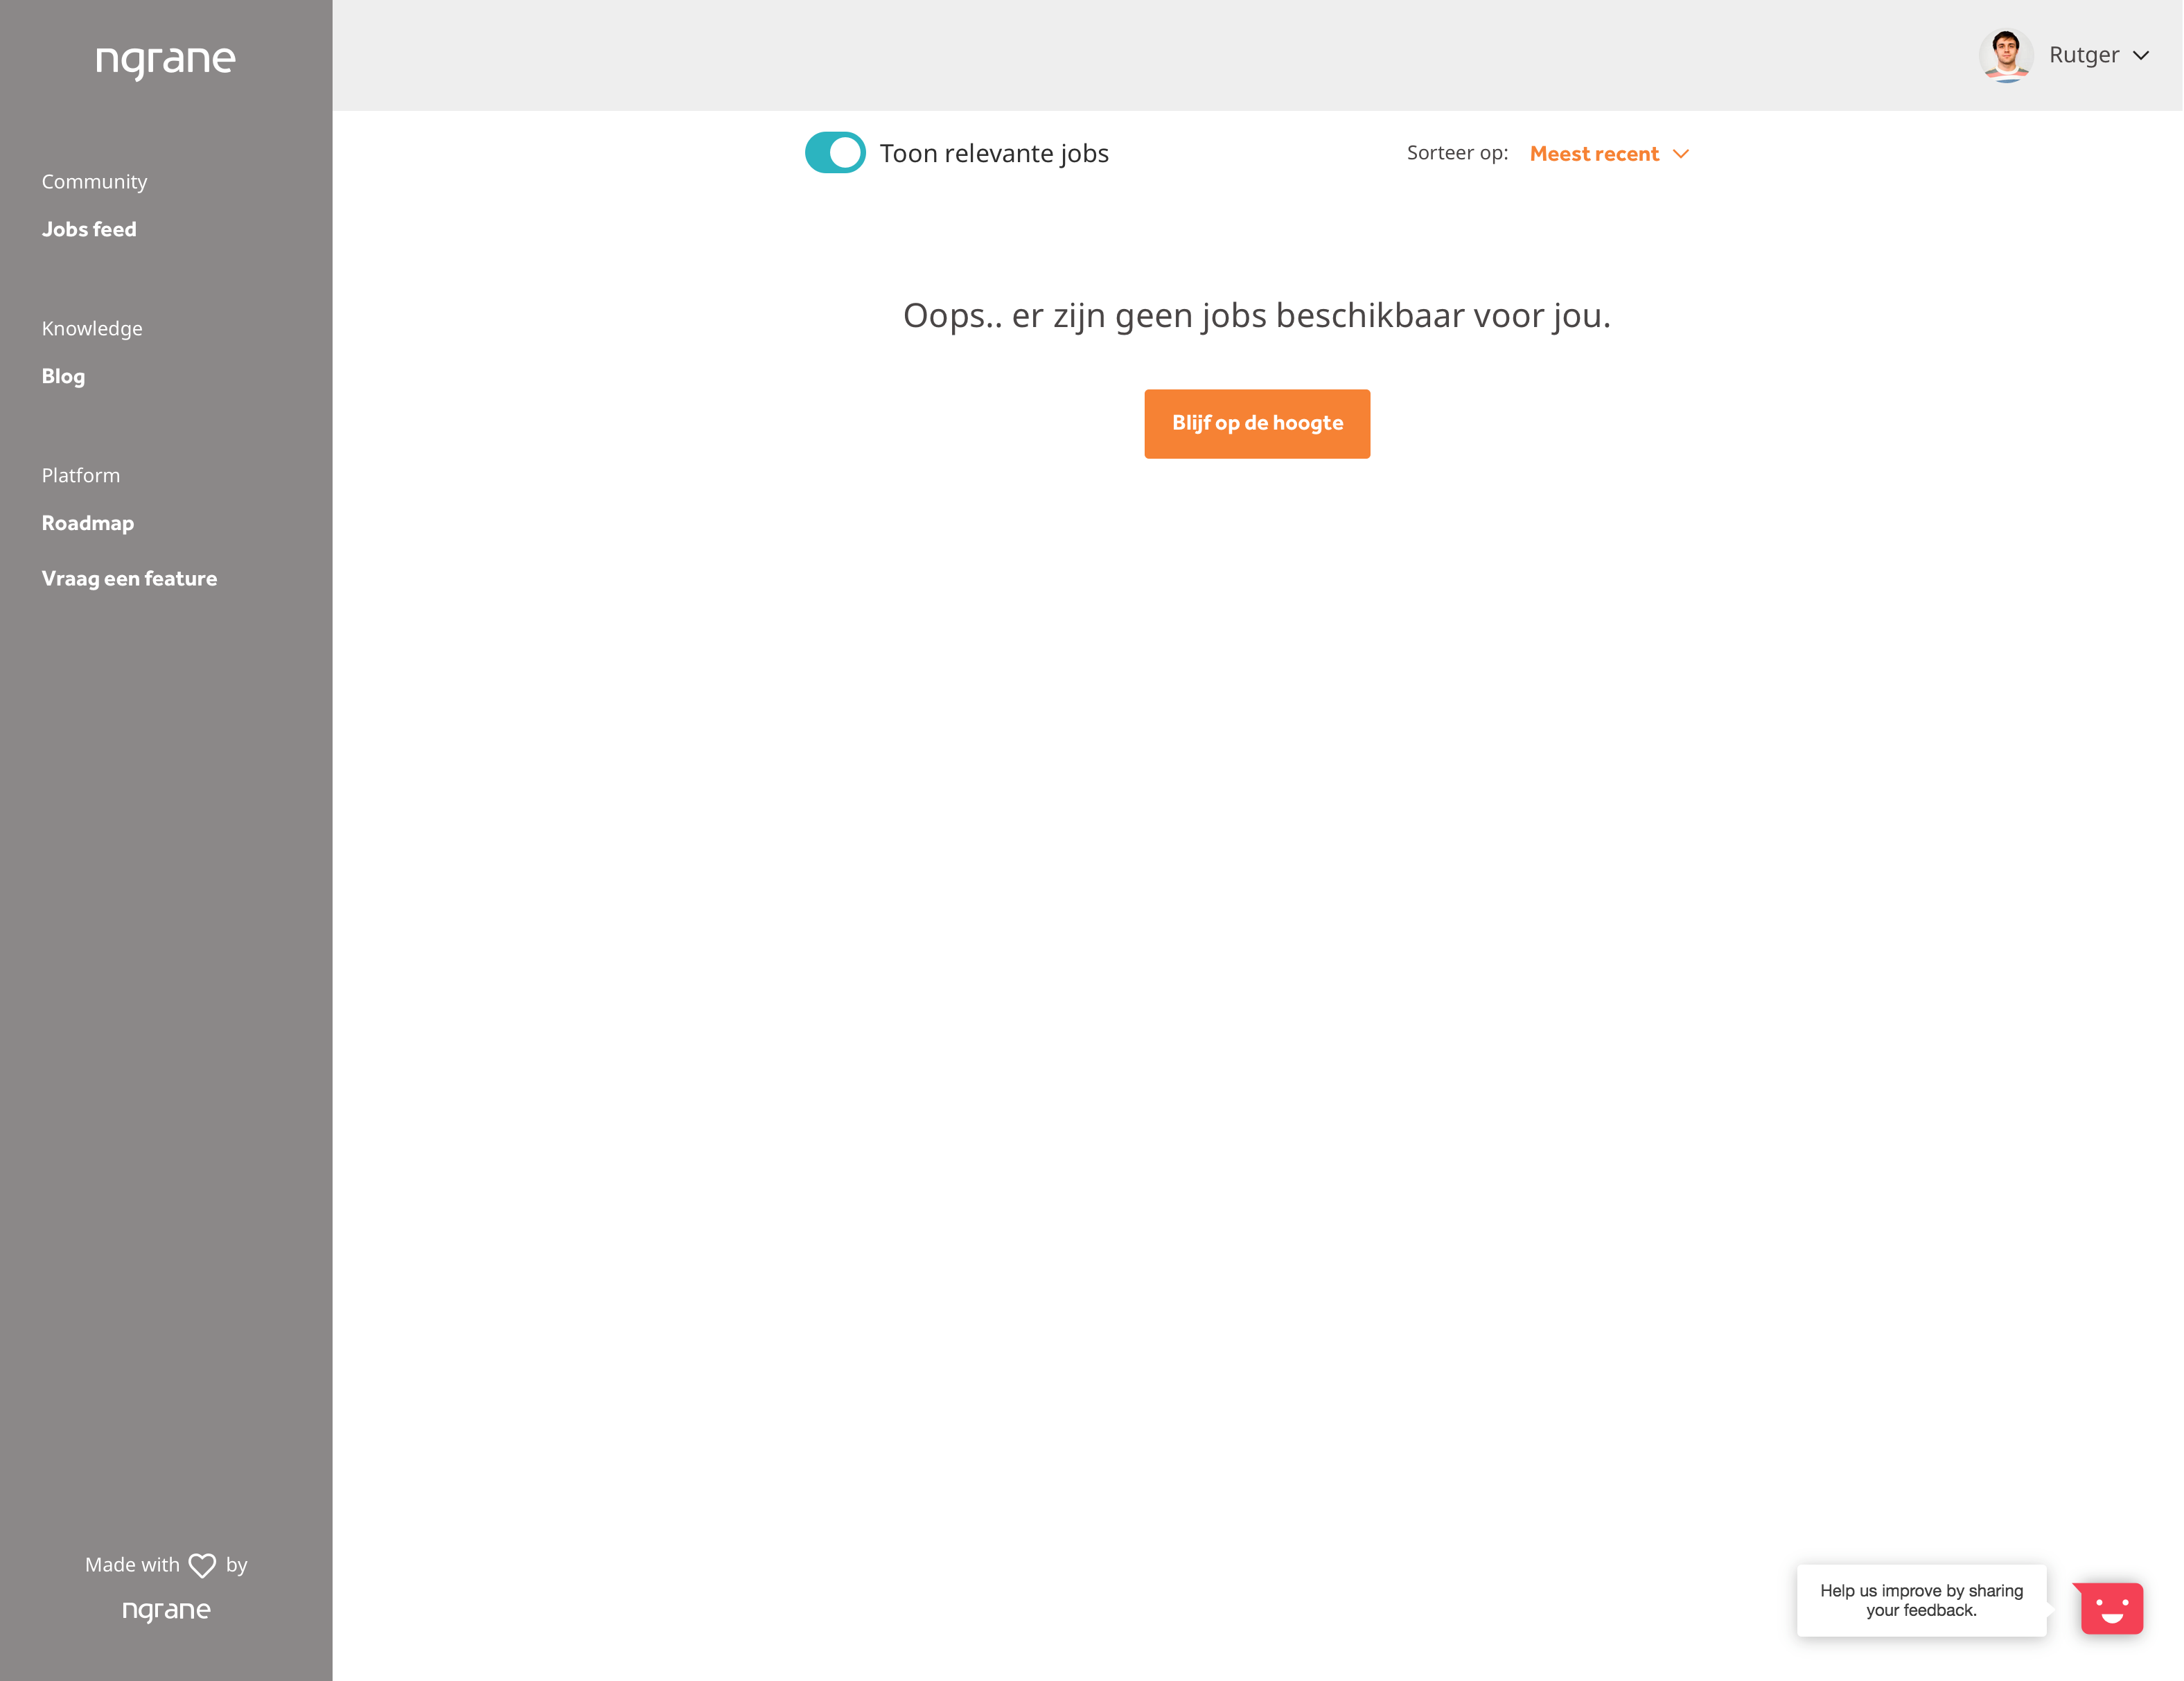 ngrane
Rutger
Community
Jobs feed
Knowledge
Blog
Platform
Roadmap
Vraag een feature
Toon relevante jobs
Sorteer op: Meest recent
Oops.. er zijn geen jobs beschikbaar voor jou.
Blijf op de hoogte
Made with by
ngrane
Help us improve by sharing
your feedback.